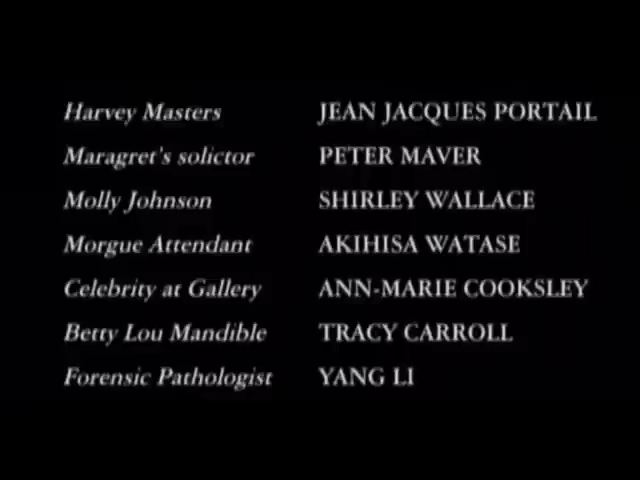 Harvey Masters JEAN JACQUES PORTAIL
Maragret's solictor PETER MAVER
Molly Johnson SHIRLEY WALLACE
Morgue Attendant AKIHISA WATASE
Celebrity at Gallery ANN-MARIE COOKSLEY
Betty Lou Mandible TRACY CARROLL
Forensic Pathologist YANG LI